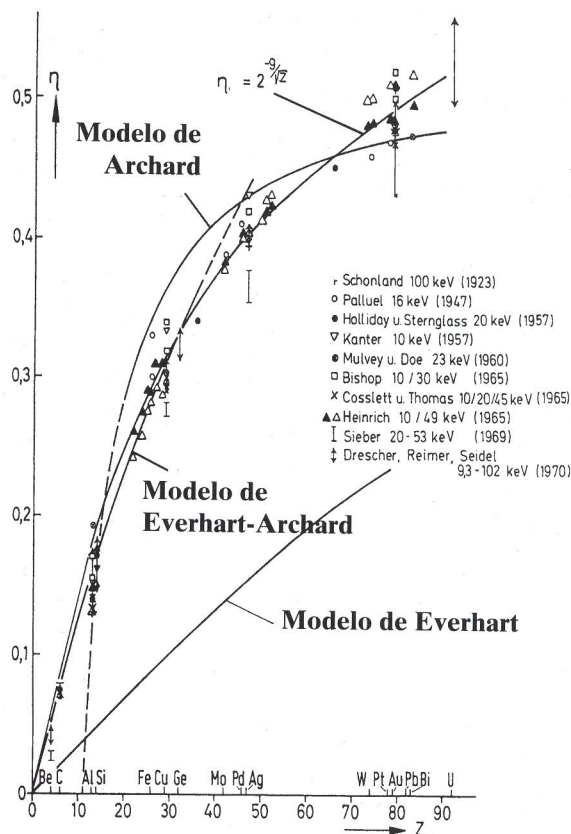 η
η = 2^-9/√z
0,5
Modelo de
Archard
0,4
r Schonland 100 keV (1923)
○ Palluel 16 keV (1947)
● Holliday u. Sternglass 20 keV (1957)
▽ Kanter 10 keV (1957)
● Mulvey u Doe 23 keV (1960)
□ Bishop 10/30 keV (1965)
x Cosslett u. Thomas 10/20/45 keV (1965)
▲△ Heinrich 10/49 keV (1965)
I Sieber 20-53 keV (1969)
↕ Drescher, Reimer, Seidel
9,3-102 keV (1970)
0,3
Modelo de
Everhart-Archard
0,2
Modelo de Everhart
0,1
Be C Al Si Fe Cu Ge Mo Pd Ag W Pt Au Pb Bi U
0
0 10 20 30 40 50 60 70 80 90
Z